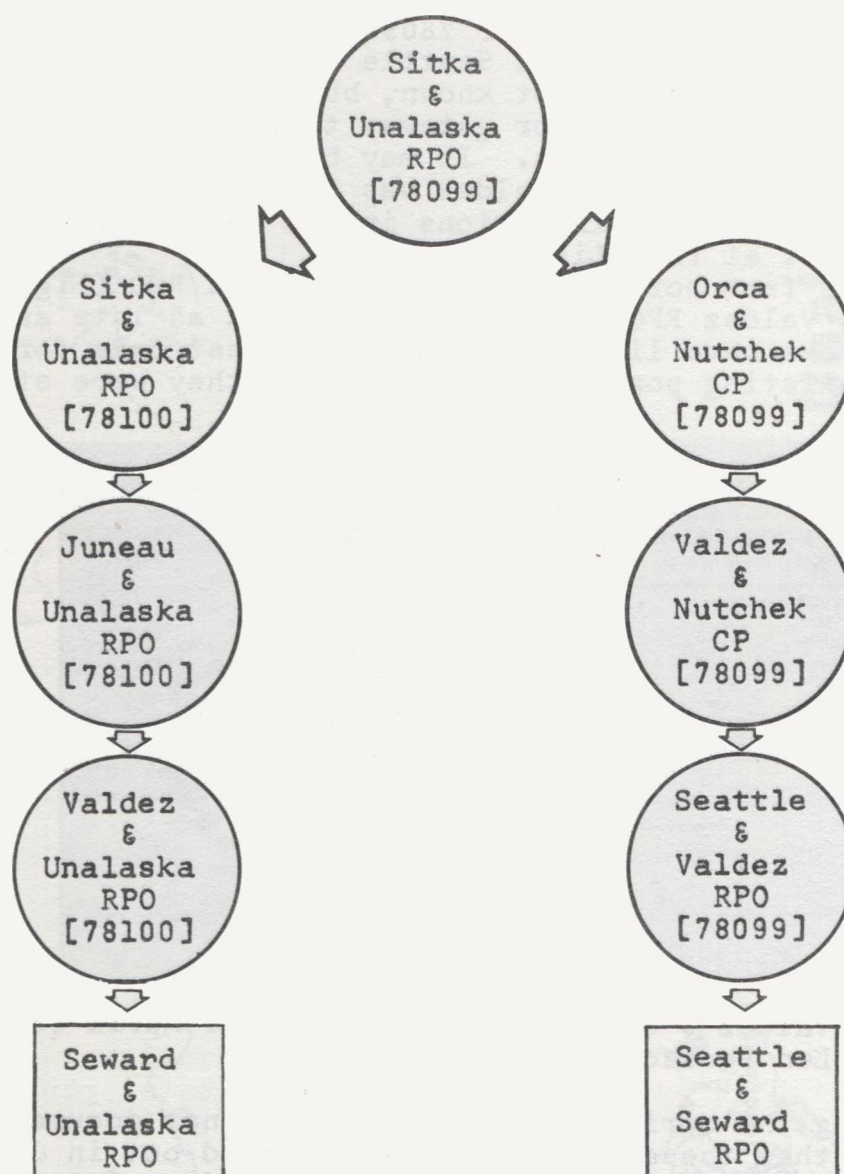 Sitka
&
Unalaska
RPO
[78099]
Sitka
&
Unalaska
RPO
[78100]
Orca
&
Nutchek
CP
[78099]
Juneau
&
Unalaska
RPO
[78100]
Valdez
&
Nutchek
CP
[78099]
Valdez
&
Unalaska
RPO
[78100]
Seattle
&
Valdez
RPO
[78099]
Seward
&
Unalaska
RPO
Seattle
&
Seward
RPO